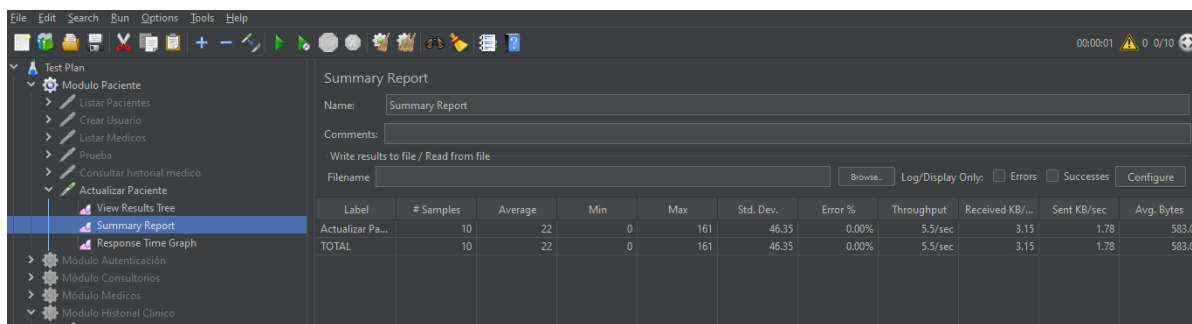 File Edit Search Run Options Tools Help
00:00:01 0 0/10
Test Plan
Modulo Paciente
Listar Pacientes
Crear Usuario
Listar Medicos
Prueba
Consultar historial médico
Actualizar Paciente
View Results Tree
Summary Report
Response Time Graph
Módulo Autenticación
Módulo Consultorios
Módulo Medicos
Modulo Historial Clinico
Summary Report
Name: Summary Report
Comments:
Write results to file / Read from file
Filename Browse... Log/Display Only: Errors Successes Configure
Label # Samples Average Min Max Std. Dev. Error % Throughput Received KB/... Sent KB/sec Avg. Bytes
Actualizar Pa... 10 22 0 161 46.35 0.00% 5.5/sec 3.15 1.78 583.0
TOTAL 10 22 0 161 46.35 0.00% 5.5/sec 3.15 1.78 583.0